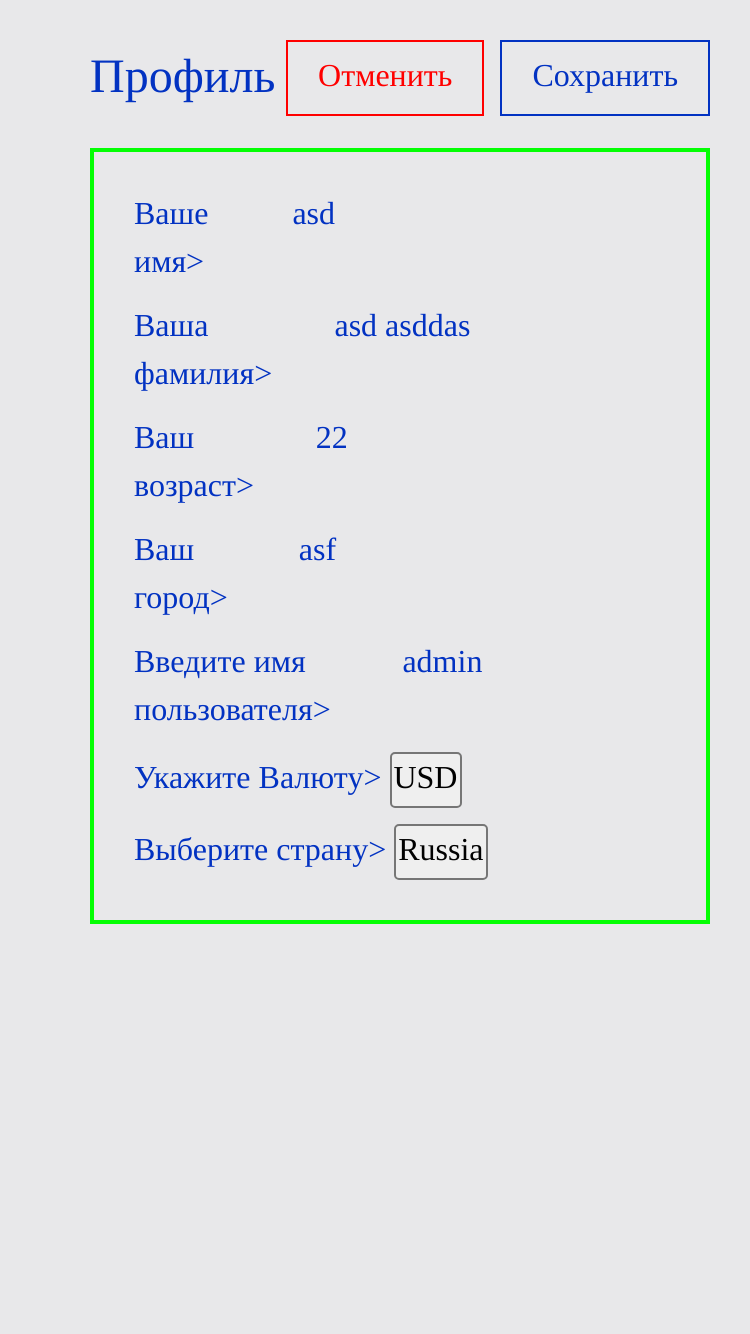 Профиль Отменить Сохранить
Ваше asd
имя>
Ваша asd asddas
фамилия>
Ваш 22
возраст>
Ваш asf
город>
Введите имя admin
пользователя>
Укажите Валюту> USD
Выберите страну> Russia